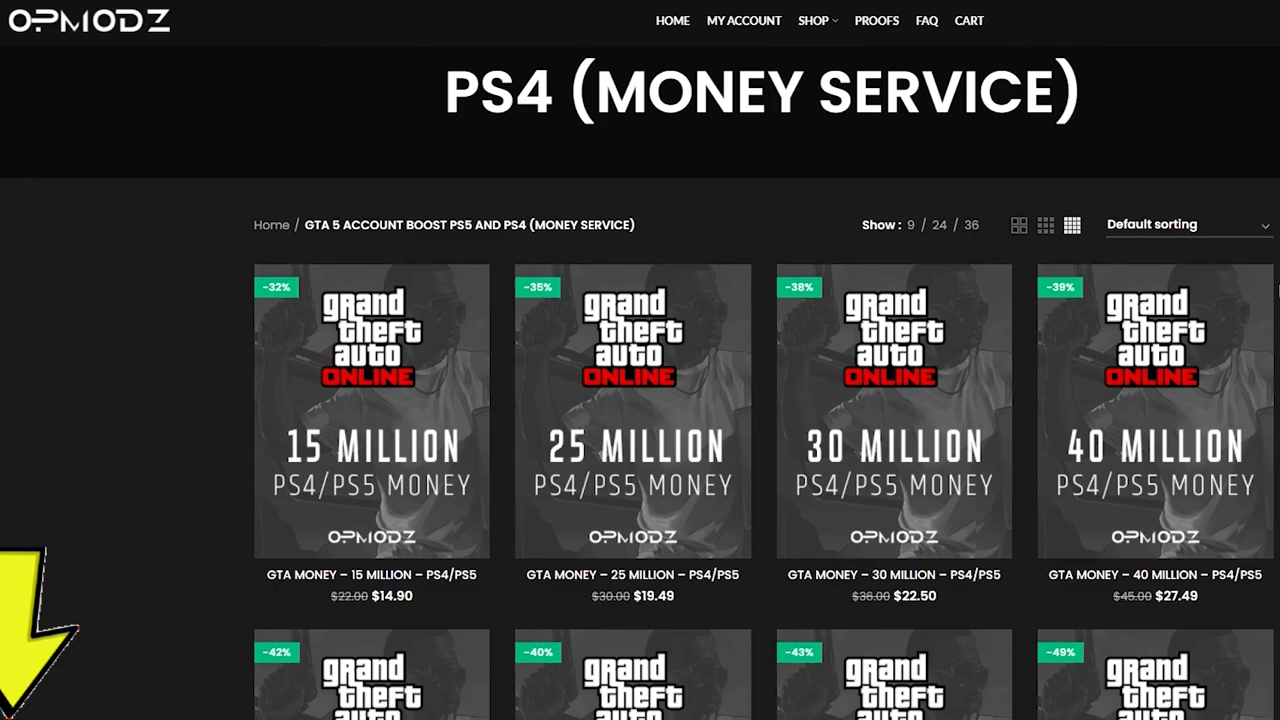 OPMODZ
HOME MY ACCOUNT SHOP PROOFS FAQ CART
PS4 (MONEY SERVICE)
Home / GTA 5 ACCOUNT BOOST PS5 AND PS4 (MONEY SERVICE)
Show : 9 / 24 / 36
Default sorting
-32%
grand
theft
auto
ONLINE
15 MILLION
PS4/PS5 MONEY
OPMODZ
GTA MONEY – 15 MILLION – PS4/PS5
$22.00 $14.90
-35%
grand
theft
auto
ONLINE
25 MILLION
PS4/PS5 MONEY
OPMODZ
GTA MONEY – 25 MILLION – PS4/PS5
$30.00 $19.49
-38%
grand
theft
auto
ONLINE
30 MILLION
PS4/PS5 MONEY
OPMODZ
GTA MONEY – 30 MILLION – PS4/PS5
$36.00 $22.50
-39%
grand
theft
auto
ONLINE
40 MILLION
PS4/PS5 MONEY
OPMODZ
GTA MONEY – 40 MILLION – PS4/PS5
$45.00 $27.49
-42%
grand
theft
auto
-40%
grand
theft
auto
-43%
grand
theft
auto
-49%
grand
theft
auto